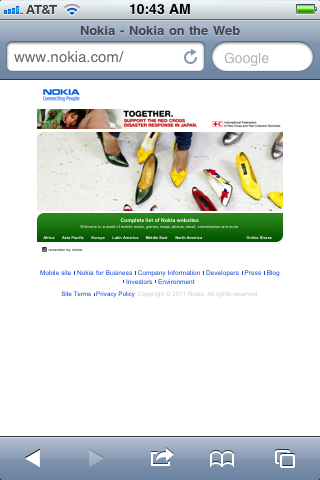 AT&T 10:43 AM
Nokia - Nokia on the Web
www.nokia.com/ Google
NOKIA
Connecting People
TOGETHER.
SUPPORT THE RED CROSS
DISASTER RESPONSE IN JAPAN.
International Federation
of Red Cross and Red Crescent Societies
Complete list of Nokia websites
Welcome to a world of mobile music, games, maps, photos, email, conversation and more.
Africa Asia Pacific Europe Latin America Middle East North America Online Stores
remember my choice
Mobile site Nokia for Business Company Information Developers Press Blog
Investors Environment
Site Terms Privacy Policy Copyright © 2011 Nokia. All rights reserved